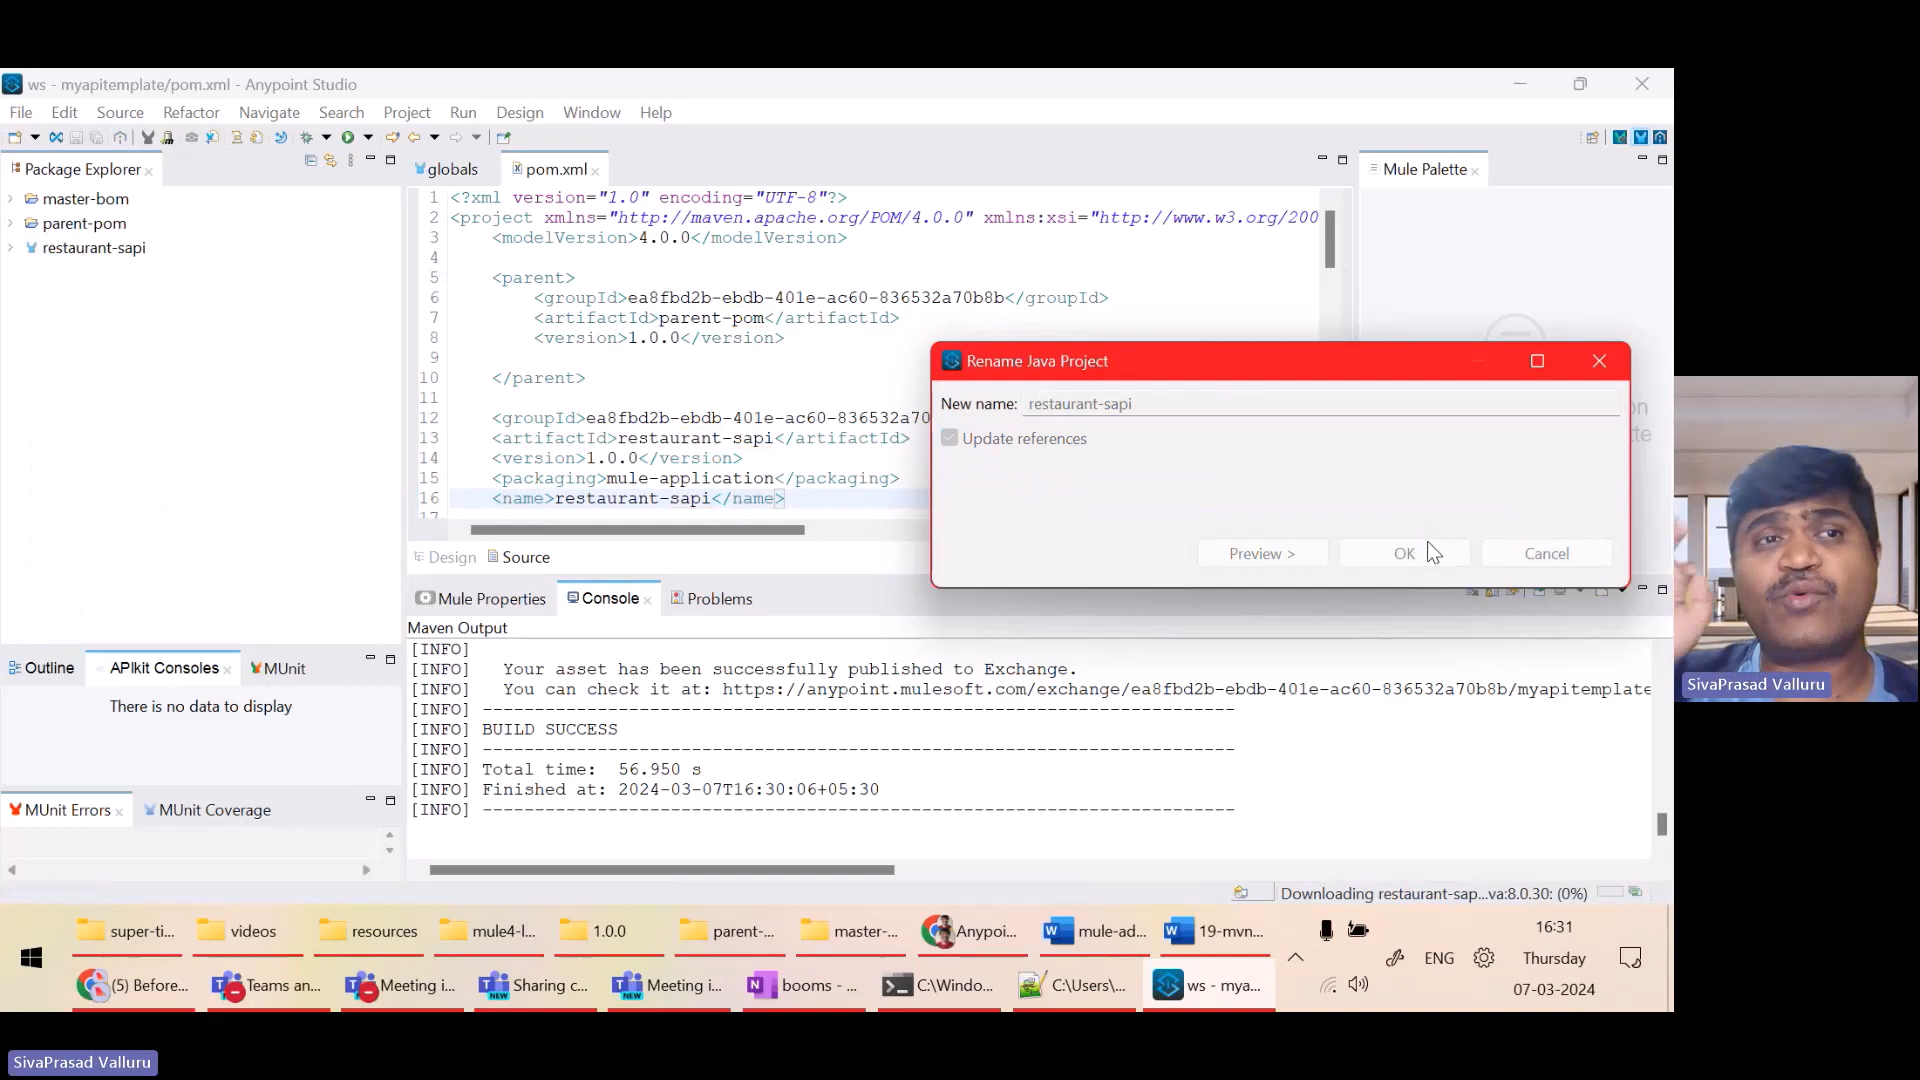 ws - myapitemplate/pom.xml - Anypoint Studio
File Edit Source Refactor Navigate Search Project Run Design Window Help
Package Explorer
master-bom
parent-pom
restaurant-sapi
globals
pom.xml
1 <?xml version="1.0" encoding="UTF-8"?>
2 <project xmlns="http://maven.apache.org/POM/4.0.0" xmlns:xsi="http://www.w3.org/200
3 <modelVersion>4.0.0</modelVersion>
4
5 <parent>
6 <groupId>ea8fbd2b-ebdb-401e-ac60-836532a70b8b</groupId>
7 <artifactId>parent-pom</artifactId>
8 <version>1.0.0</version>
9
10 </parent>
11
12 <groupId>ea8fbd2b-ebdb-401e-ac60-836532a70
13 <artifactId>restaurant-sapi</artifactId>
14 <version>1.0.0</version>
15 <packaging>mule-application</packaging>
16 <name>restaurant-sapi</name>
17
Design Source
Mule Palette
on
te
Rename Java Project
New name: restaurant-sapi
Update references
Preview > OK Cancel
Mule Properties Console Problems
Maven Output
[INFO]
[INFO] Your asset has been successfully published to Exchange.
[INFO] You can check it at: https://anypoint.mulesoft.com/exchange/ea8fbd2b-ebdb-401e-ac60-836532a70b8b/myapitemplate
[INFO] ------------------------------------------------------------------------
[INFO] BUILD SUCCESS
[INFO] ------------------------------------------------------------------------
[INFO] Total time: 56.950 s
[INFO] Finished at: 2024-03-07T16:30:06+05:30
[INFO] ------------------------------------------------------------------------
Outline APIkit Consoles MUnit
There is no data to display
MUnit Errors MUnit Coverage
Downloading restaurant-sap...va:8.0.30: (0%)
super-ti... videos resources mule4-l... 1.0.0 parent-... master-... Anypoi... mule-ad... 19-mvn...
(5) Before... Teams an... Meeting i... Sharing c... Meeting i... booms - ... C:\Windo... C:\Users\... ws - mya...
ENG
16:31
Thursday
07-03-2024
SivaPrasad Valluru
SivaPrasad Valluru